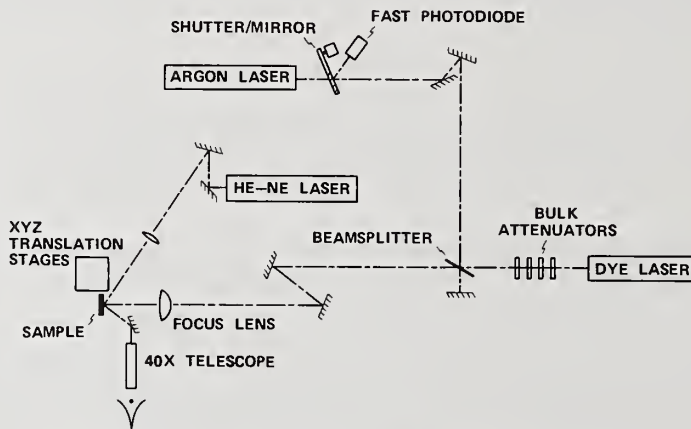 FAST PHOTODIODE
SHUTTER/MIRROR
ARGON LASER
HE–NE LASER
XYZ
TRANSLATION
STAGES
BEAMSPLITTER
BULK
ATTENUATORS
DYE LASER
SAMPLE
FOCUS LENS
40X TELESCOPE